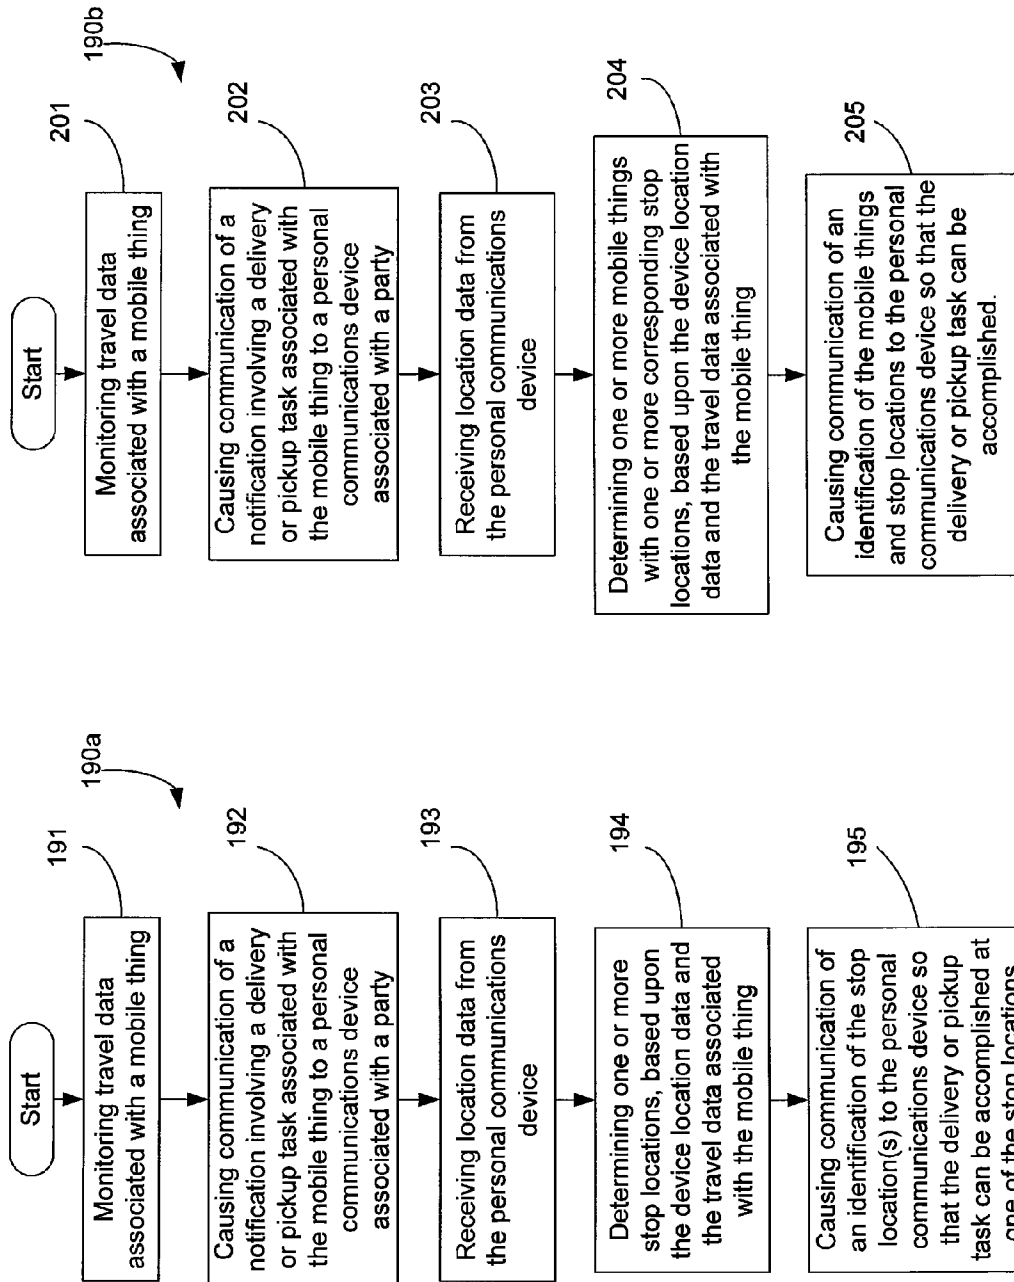 Start
190a
191
Monitoring travel data
associated with a mobile thing
192
Causing communication of a
notification involving a delivery
or pickup task associated with
the mobile thing to a personal
communications device
associated with a party
193
Receiving location data from
the personal communications
device
194
Determining one or more
stop locations, based upon
the device location data and
the travel data associated
with the mobile thing
195
Causing communication of
an identification of the stop
location(s) to the personal
communications device so
that the delivery or pickup
task can be accomplished at
one of the stop locations
Start
190b
201
Monitoring travel data
associated with a mobile thing
202
Causing communication of a
notification involving a delivery
or pickup task associated with
the mobile thing to a personal
communications device
associated with a party
203
Receiving location data from
the personal communications
device
204
Determining one or more mobile things
with one or more corresponding stop
locations, based upon the device location
data and the travel data associated with
the mobile thing
205
Causing communication of an
identification of the mobile things
and stop locations to the personal
communications device so that the
delivery or pickup task can be
accomplished.